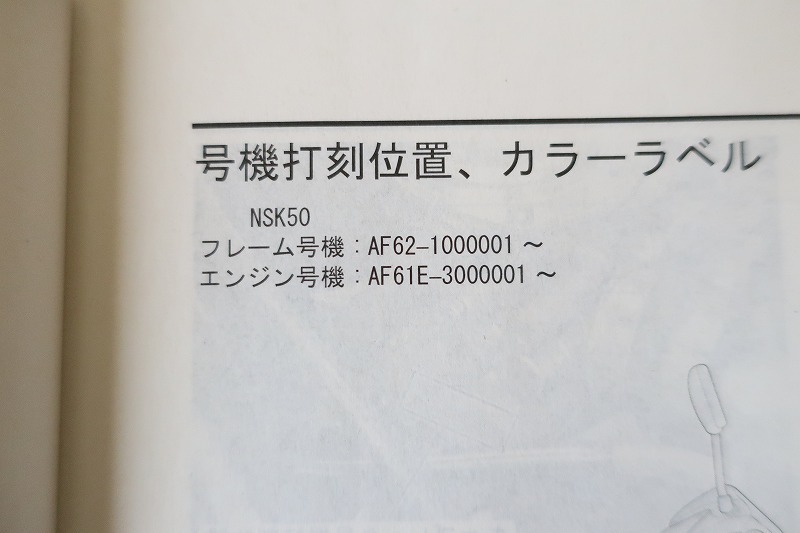 号機打刻位置、カラーラベル
NSK50
フレーム号機：AF62-1000001～
エンジン号機：AF61E-3000001～